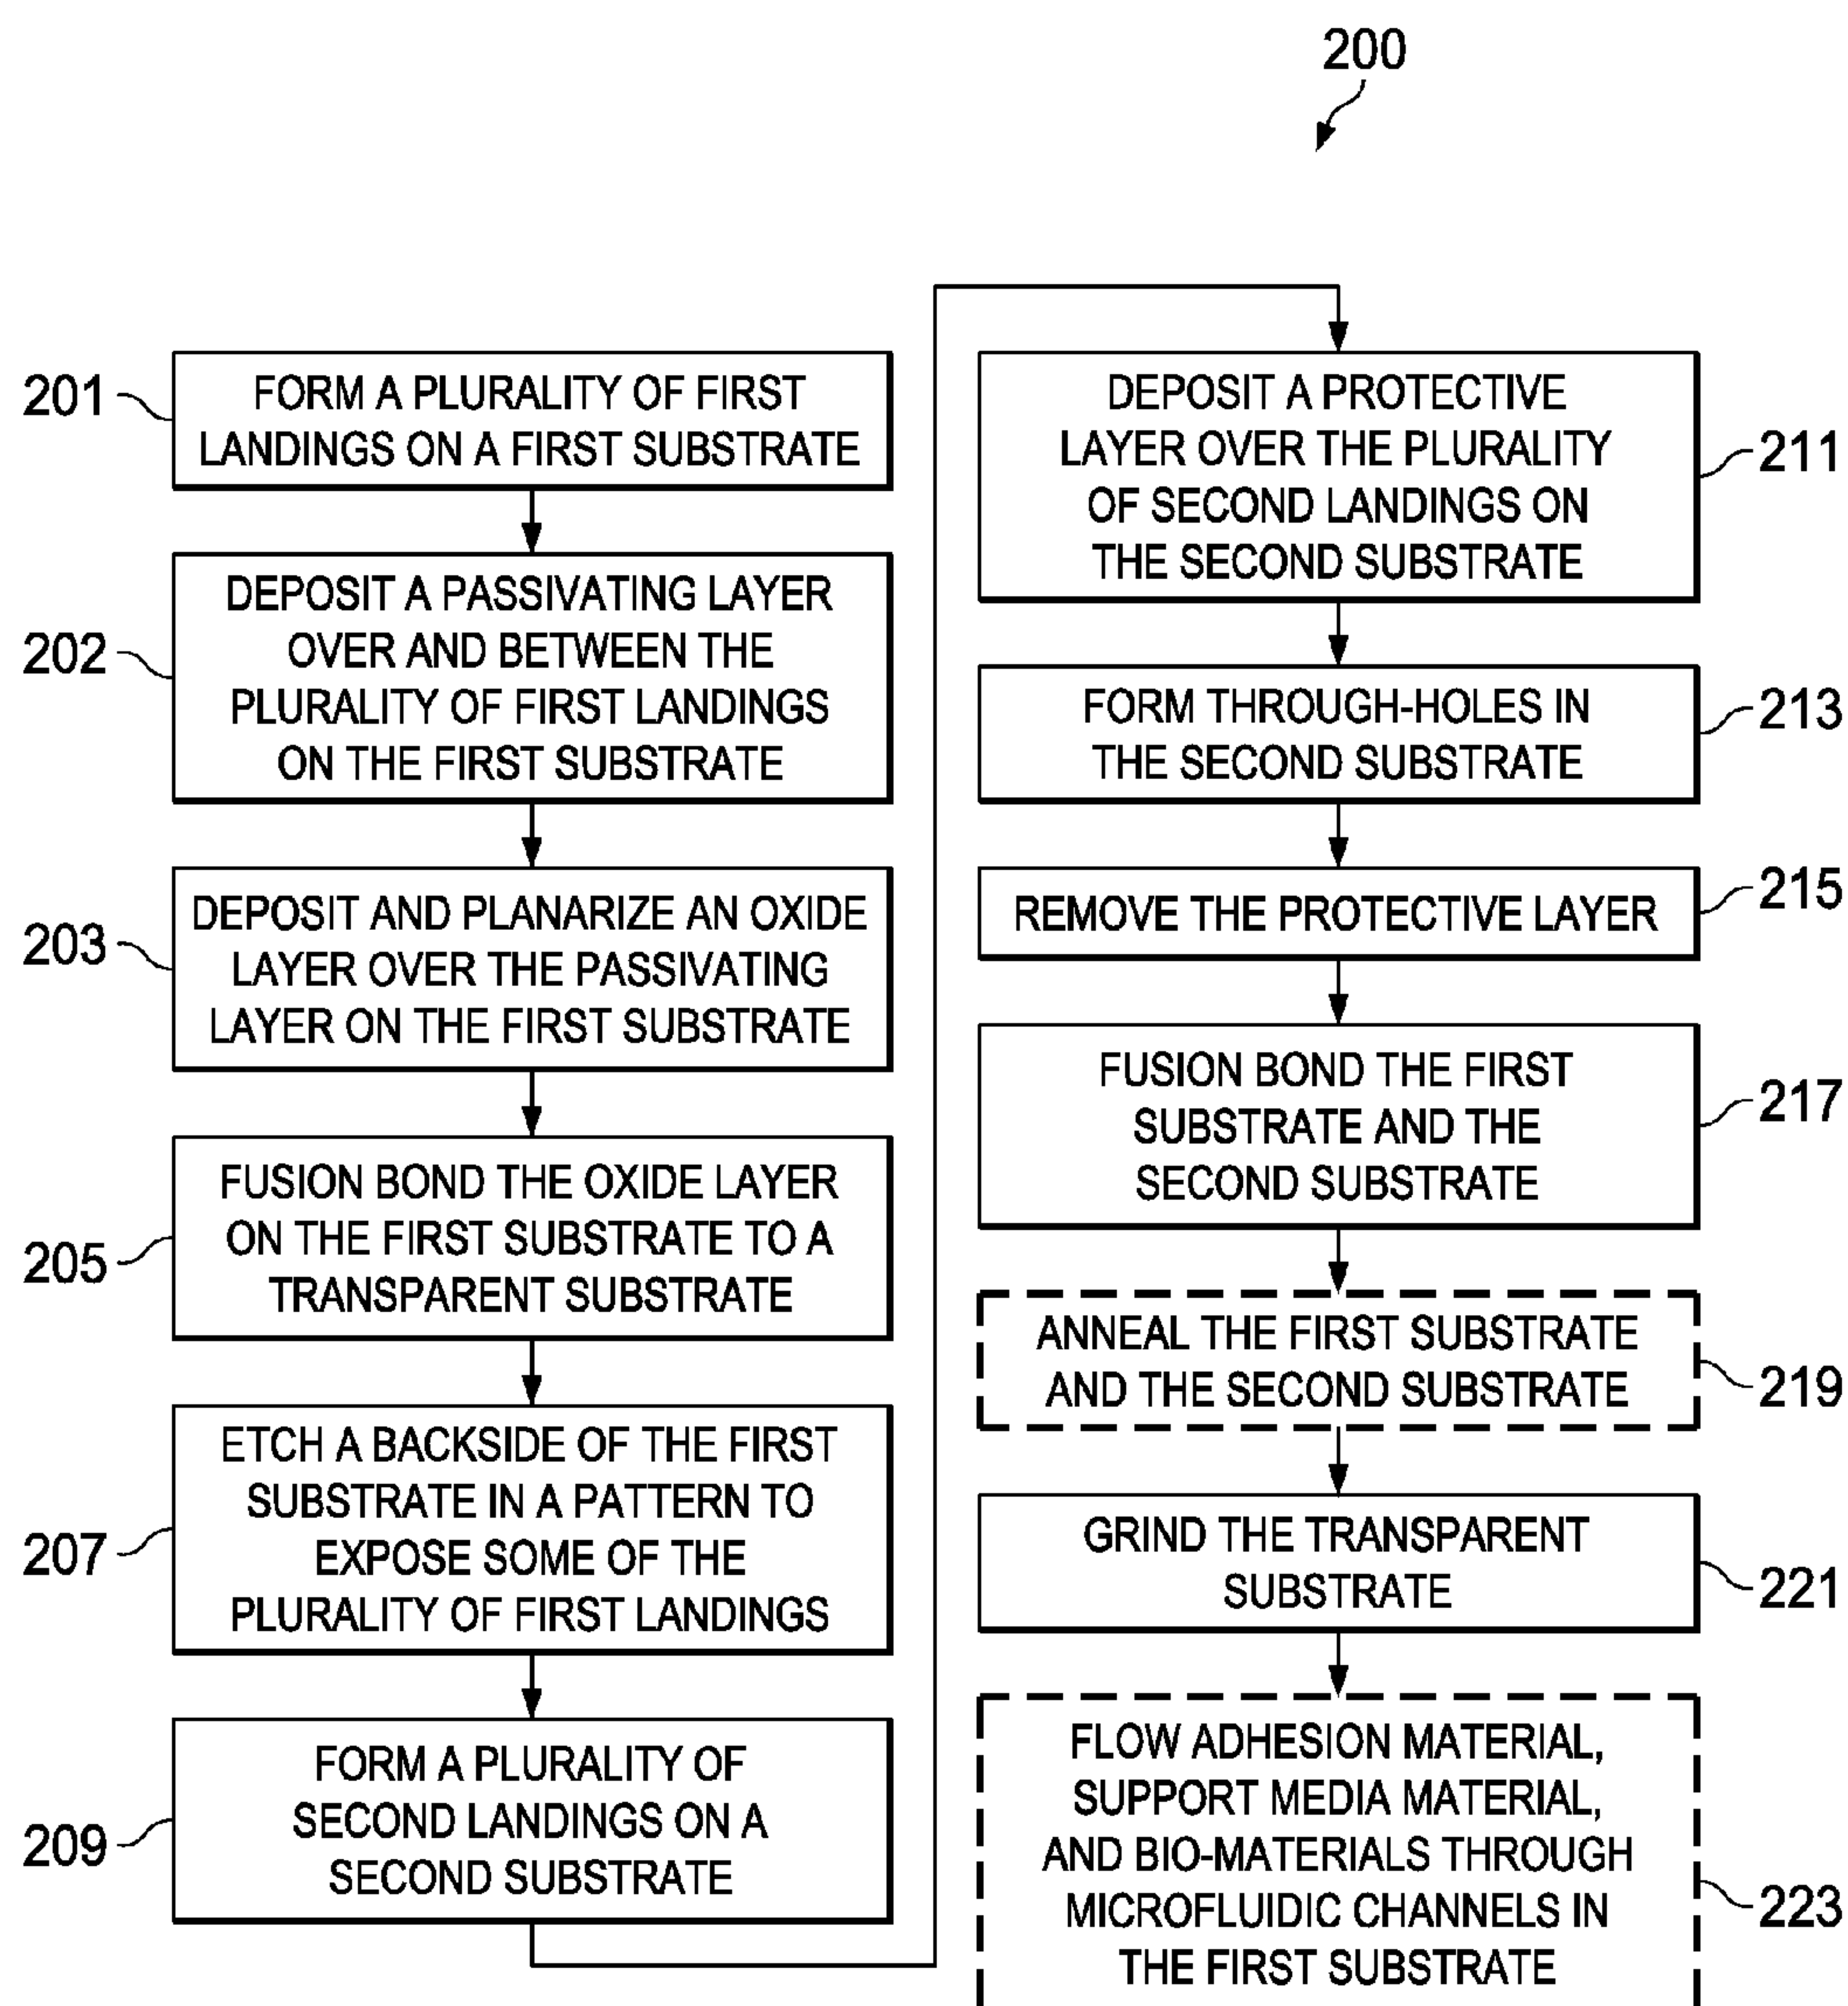 200
201
FORM A PLURALITY OF FIRST
LANDINGS ON A FIRST SUBSTRATE
202
DEPOSIT A PASSIVATING LAYER
OVER AND BETWEEN THE
PLURALITY OF FIRST LANDINGS
ON THE FIRST SUBSTRATE
203
DEPOSIT AND PLANARIZE AN OXIDE
LAYER OVER THE PASSIVATING
LAYER ON THE FIRST SUBSTRATE
205
FUSION BOND THE OXIDE LAYER
ON THE FIRST SUBSTRATE TO A
TRANSPARENT SUBSTRATE
207
ETCH A BACKSIDE OF THE FIRST
SUBSTRATE IN A PATTERN TO
EXPOSE SOME OF THE
PLURALITY OF FIRST LANDINGS
209
FORM A PLURALITY OF
SECOND LANDINGS ON A
SECOND SUBSTRATE
DEPOSIT A PROTECTIVE
LAYER OVER THE PLURALITY
OF SECOND LANDINGS ON
THE SECOND SUBSTRATE
211
FORM THROUGH-HOLES IN
THE SECOND SUBSTRATE
213
REMOVE THE PROTECTIVE LAYER
215
FUSION BOND THE FIRST
SUBSTRATE AND THE
SECOND SUBSTRATE
217
ANNEAL THE FIRST SUBSTRATE
AND THE SECOND SUBSTRATE
219
GRIND THE TRANSPARENT
SUBSTRATE
221
FLOW ADHESION MATERIAL,
SUPPORT MEDIA MATERIAL,
AND BIO-MATERIALS THROUGH
MICROFLUIDIC CHANNELS IN
THE FIRST SUBSTRATE
223